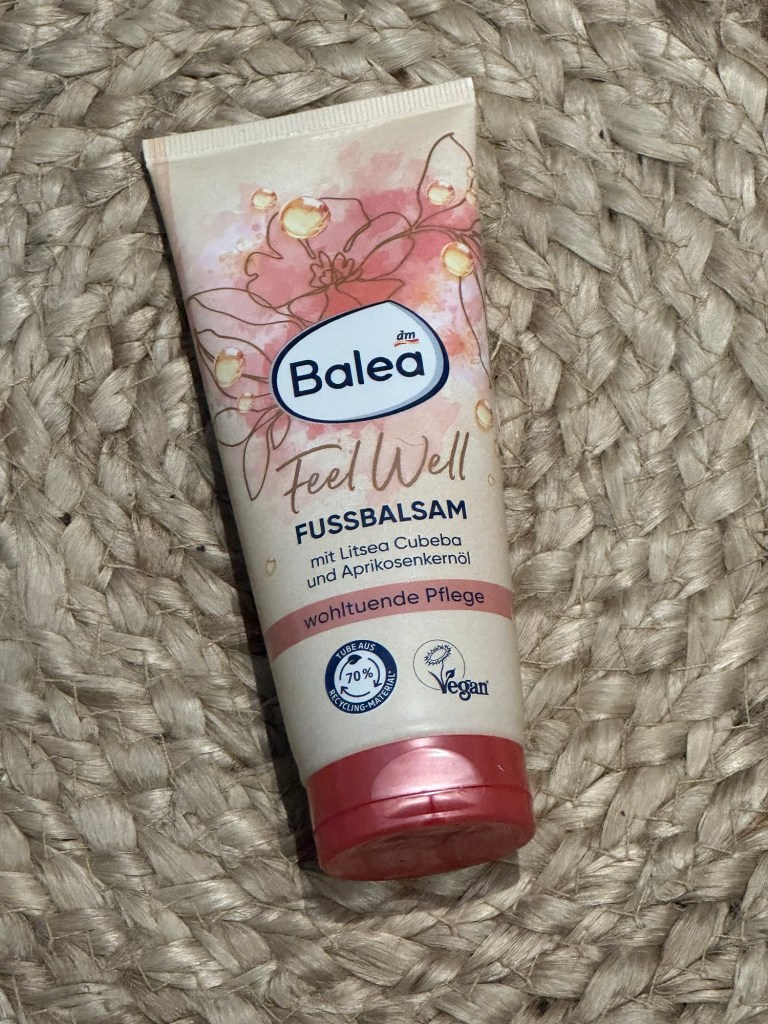 dm
Balea
Feel Well
FUSSBALSAM
mit Litsea Cubeba
und Aprikosenkernöl
wohltuende Pflege
TUBE AUS
70%
RECYCLING-MATERIAL*
Vegan